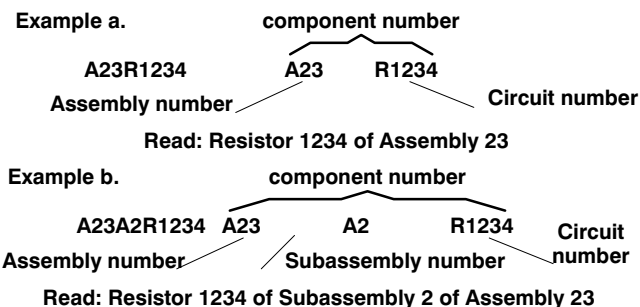 Example a. component number
A23R1234 A23 R1234
Assembly number Circuit number
Read: Resistor 1234 of Assembly 23
Example b. component number
A23A2R1234 A23 A2 R1234 Circuit
Assembly number Subassembly number number
Read: Resistor 1234 of Subassembly 2 of Assembly 23